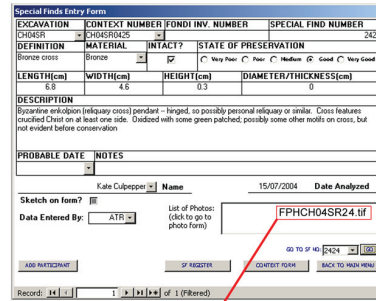 Special Finds Entry Form
EXCAVATION CONTEXT NUMBER FONDI INV. NUMBER SPECIAL FIND NUMBER
CH04SR CH04SR0425 242
DEFINITION MATERIAL INTACT? STATE OF PRESERVATION
Bronze cross Bronze Very Poor Poor Medium Good Very Good
LENGTH(cm) WIDTH(cm) HEIGHT(cm) DIAMETER/THICKNESS(cm)
6.8 4.6 0.3 0
DESCRIPTION
Byzantine enkolpion (reliquary cross) pendant – hinged, so possibly personal reliquary or similar. Cross features
crucified Christ on at least one side. Oxidized with some green patched; possibly some other motifs on cross, but
not evident before conservation
PROBABLE DATE NOTES
Kate Culpepper Name 15/07/2004 Date Analyzed
Sketch on form?
Data Entered By: ATR
List of Photos:
(click to go to
photo form)
FPHCH04SR24.tif
GO TO SF NO: 2424 GO
ADD PARTICIPANT SF REGISTER CONTEXT FORM BACK TO MAIN MENU
Record: 1 of 1 (Filtered)